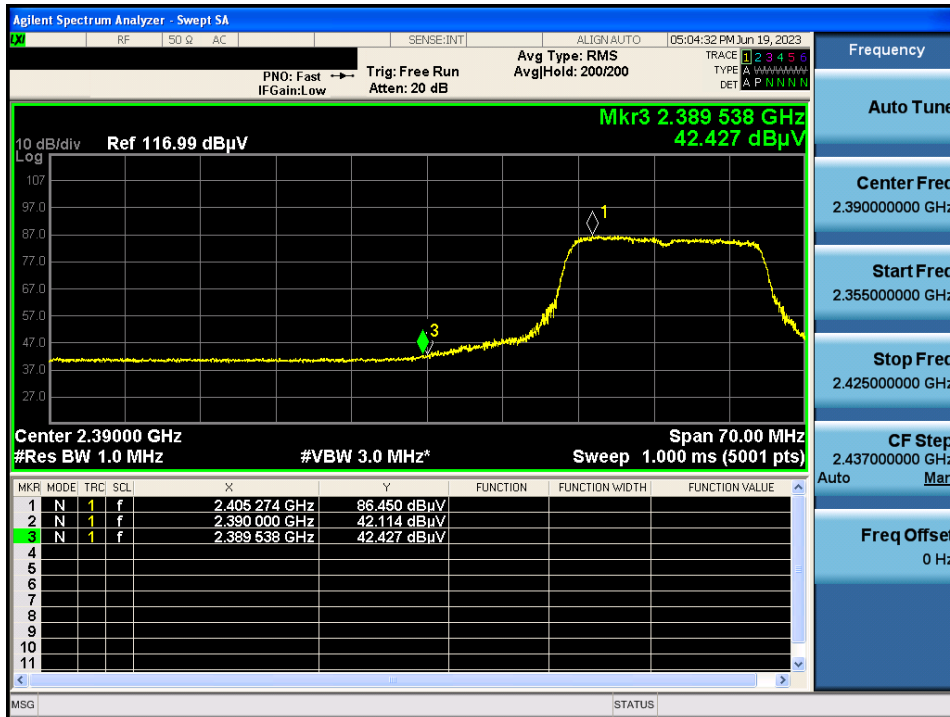 Agilent Spectrum Analyzer - Swept SA
LXI RF 50 Ω AC SENSE:INT ALIGN AUTO 05:04:32 PM Jun 19, 2023
PNO: Fast
IFGain:Low
Trig: Free Run
Atten: 20 dB
Avg Type: RMS
Avg|Hold: 200/200
TRACE 1 2 3 4 5 6
TYPE A WWWWW
DET A P N N N N
Mkr3 2.389 538 GHz
42.427 dBµV
10 dB/div Ref 116.99 dBµV
Log
107
97.0
87.0
77.0
67.0
57.0
47.0
37.0
27.0
1
3
Center 2.39000 GHz Span 70.00 MHz
#Res BW 1.0 MHz #VBW 3.0 MHz* Sweep 1.000 ms (5001 pts)
MKR MODE TRC SCL X Y FUNCTION FUNCTION WIDTH FUNCTION VALUE
1 N 1 f 2.405 274 GHz 86.450 dBµV
2 N 1 f 2.390 000 GHz 42.114 dBµV
3 N 1 f 2.389 538 GHz 42.427 dBµV
4
5
6
7
8
9
10
11
MSG STATUS
Frequency
Auto Tune
Center Freq
2.390000000 GHz
Start Freq
2.355000000 GHz
Stop Freq
2.425000000 GHz
CF Step
2.437000000 GHz
Auto Man
Freq Offset
0 Hz